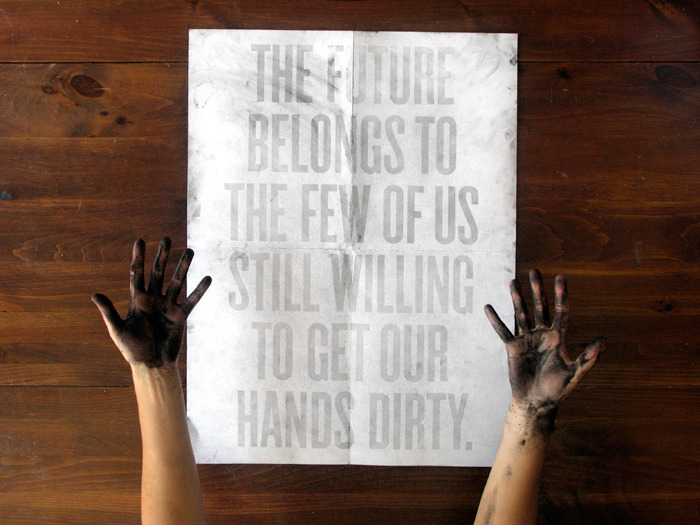 THE FUTURE
BELONGS TO
THE FEW OF US
STILL WILLING
TO GET OUR
HANDS DIRTY.